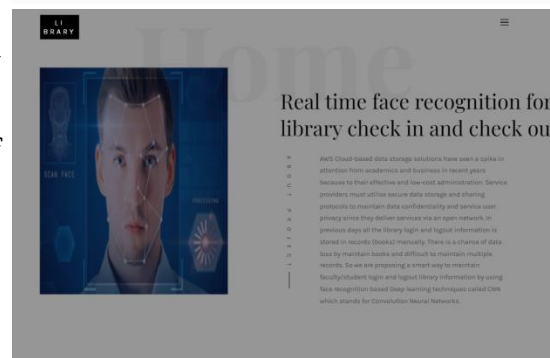 LI
BRARY
Home
SCAN FACE
PROCESSING
Real time face recognition for
library check in and check ou
ABOUT PROJECT
AWS Cloud-based data storage solutions have seen a spike in
attention from academics and business in recent years
because to their effective and low-cost administration. Service
providers must utilise secure data storage and sharing
protocols to maintain data confidentiality and service user
privacy since they deliver services via an open network. In
previous days all the library login and logout information is
stored in records (books) manually. There is a chance of data
loss by maintain books and difficult to maintain multiple
records. So we are proposing a smart way to maintain
faculty/student login and logout library information by using
face recognition based Deep learning techniques called CNN
which stands for Convolution Neural Networks.